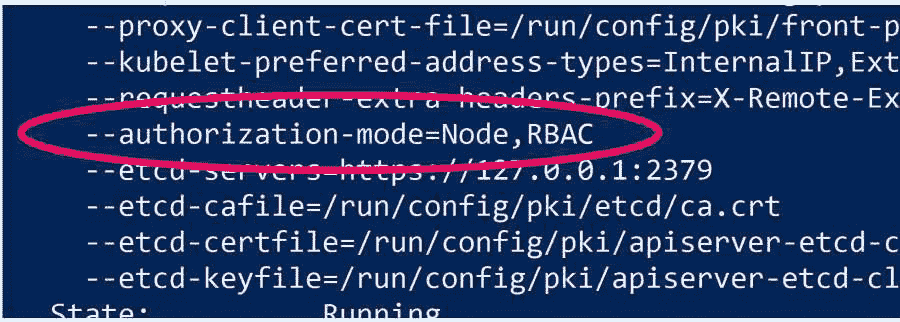 --proxy-client-cert-file=/run/config/pki/front-p
--kubelet-preferred-address-types=InternalIP,Ext
--requestheader-extra-headers-prefix=X-Remote-Ex
--authorization-mode=Node,RBAC
--etcd-servers=https://127.0.0.1:2379
--etcd-cafile=/run/config/pki/etcd/ca.crt
--etcd-certfile=/run/config/pki/apiserver-etcd-c
--etcd-keyfile=/run/config/pki/apiserver-etcd-cl
State: Running